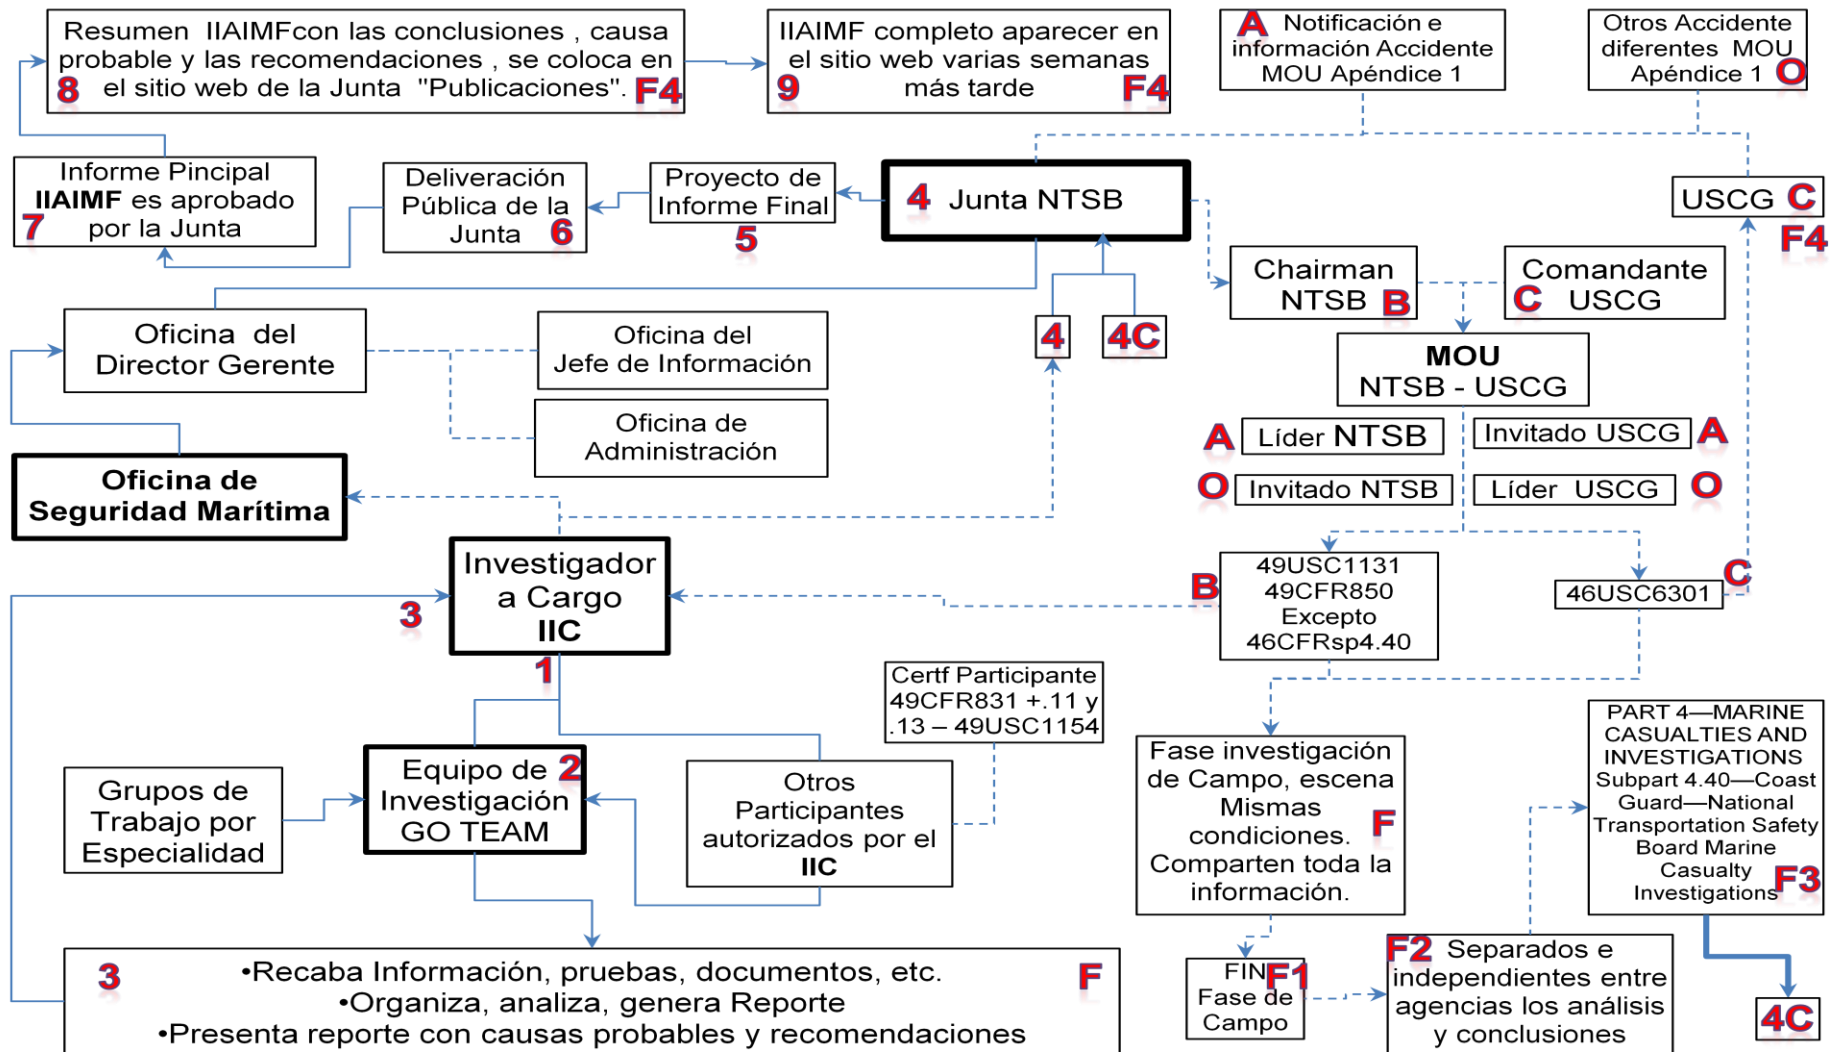 Resumen IIAIMFcon las conclusiones , causa
probable y las recomendaciones , se coloca en
8 el sitio web de la Junta "Publicaciones". F4
IIAIMF completo aparecer en
el sitio web varias semanas
9 más tarde F4
A Notificación e
información Accidente
MOU Apéndice 1
Otros Accidente
diferentes MOU
Apéndice 1 O
Informe Pincipal
IIAIMF es aprobado
7 por la Junta
Deliveración
Pública de la
Junta 6
Proyecto de
Informe Final
5
4 Junta NTSB
USCG C
F4
Chairman
NTSB B
Comandante
C USCG
Oficina del
Director Gerente
Oficina del
Jefe de Información
4
4C
MOU
NTSB - USCG
Oficina de
Administración
A Líder NTSB
Invitado USCG A
O Invitado NTSB
Líder USCG O
Oficina de
Seguridad Marítima
Investigador
a Cargo
IIC
3
1
B
49USC1131
49CFR850
Excepto
46CFRsp4.40
46USC6301 C
Certf Participante
49CFR831 +.11 y
.13 – 49USC1154
PART 4—MARINE
CASUALTIES AND
INVESTIGATIONS
Subpart 4.40—Coast
Guard—National
Transportation Safety
Board Marine
Casualty
Investigations F3
Fase investigación
de Campo, escena
Mismas
condiciones. F
Comparten toda la
información.
Grupos de
Trabajo por
Especialidad
Equipo de 2
Investigación
GO TEAM
Otros
Participantes
autorizados por el
IIC
3 •Recaba Información, pruebas, documentos, etc. F
•Organiza, analiza, genera Reporte
•Presenta reporte con causas probables y recomendaciones
FIN F1
Fase de
Campo
F2 Separados e
independientes entre
agencias los análisis
y conclusiones
4C